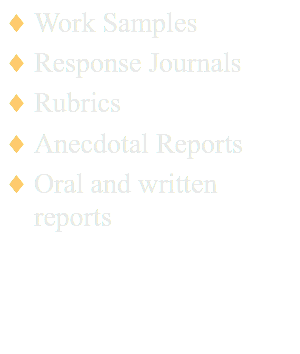 ♦ Work Samples
♦ Response Journals
♦ Rubrics
♦ Anecdotal Reports
♦ Oral and written
reports